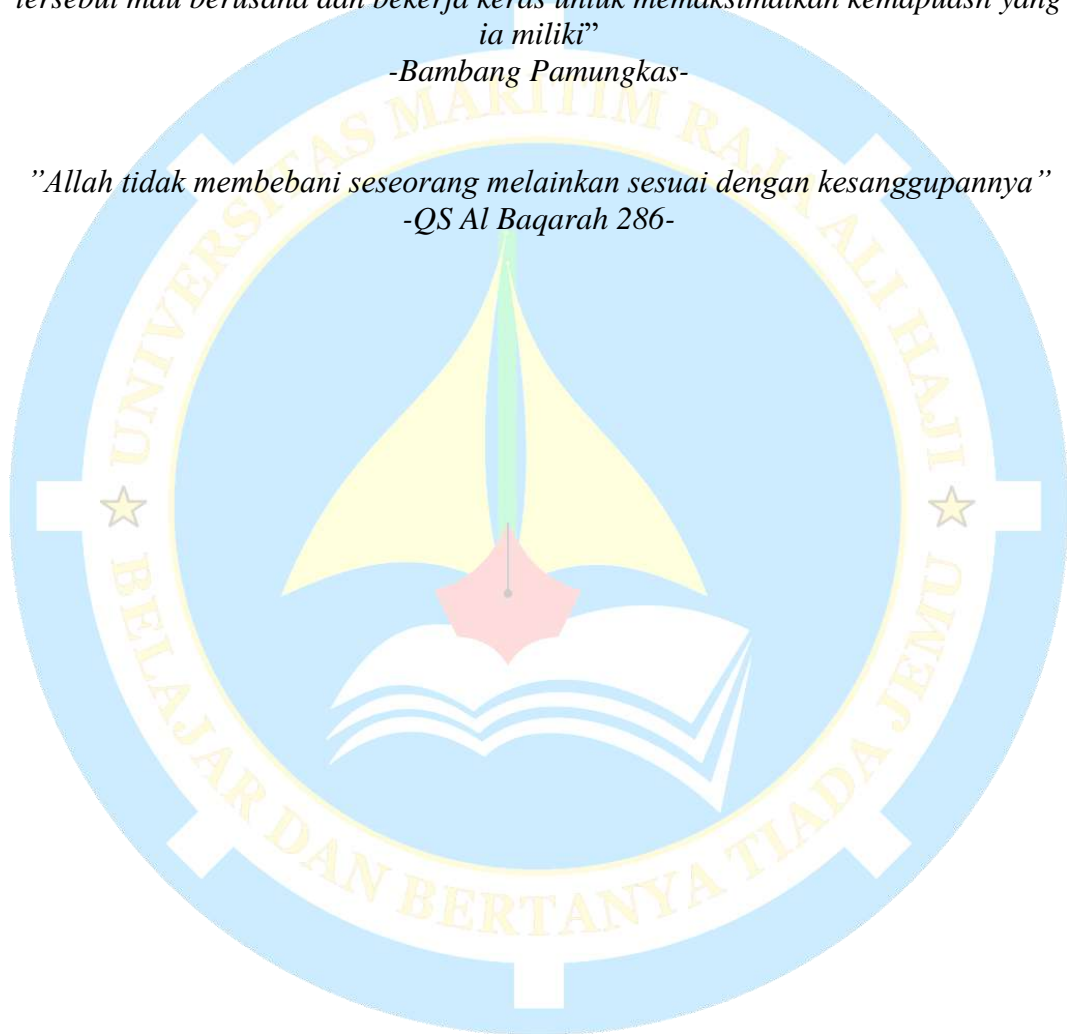 tersebut mau berusaha dan bekerja keras untuk memaksimalkan kemapuasn yang
ia miliki”
-Bambang Pamungkas-
”Allah tidak membebani seseorang melainkan sesuai dengan kesanggupannya”
-QS Al Baqarah 286-
UNIVERSITAS MARITIM RAJA ALI HAJI
BELAJAR DAN BERTANYA TIADA JEMU